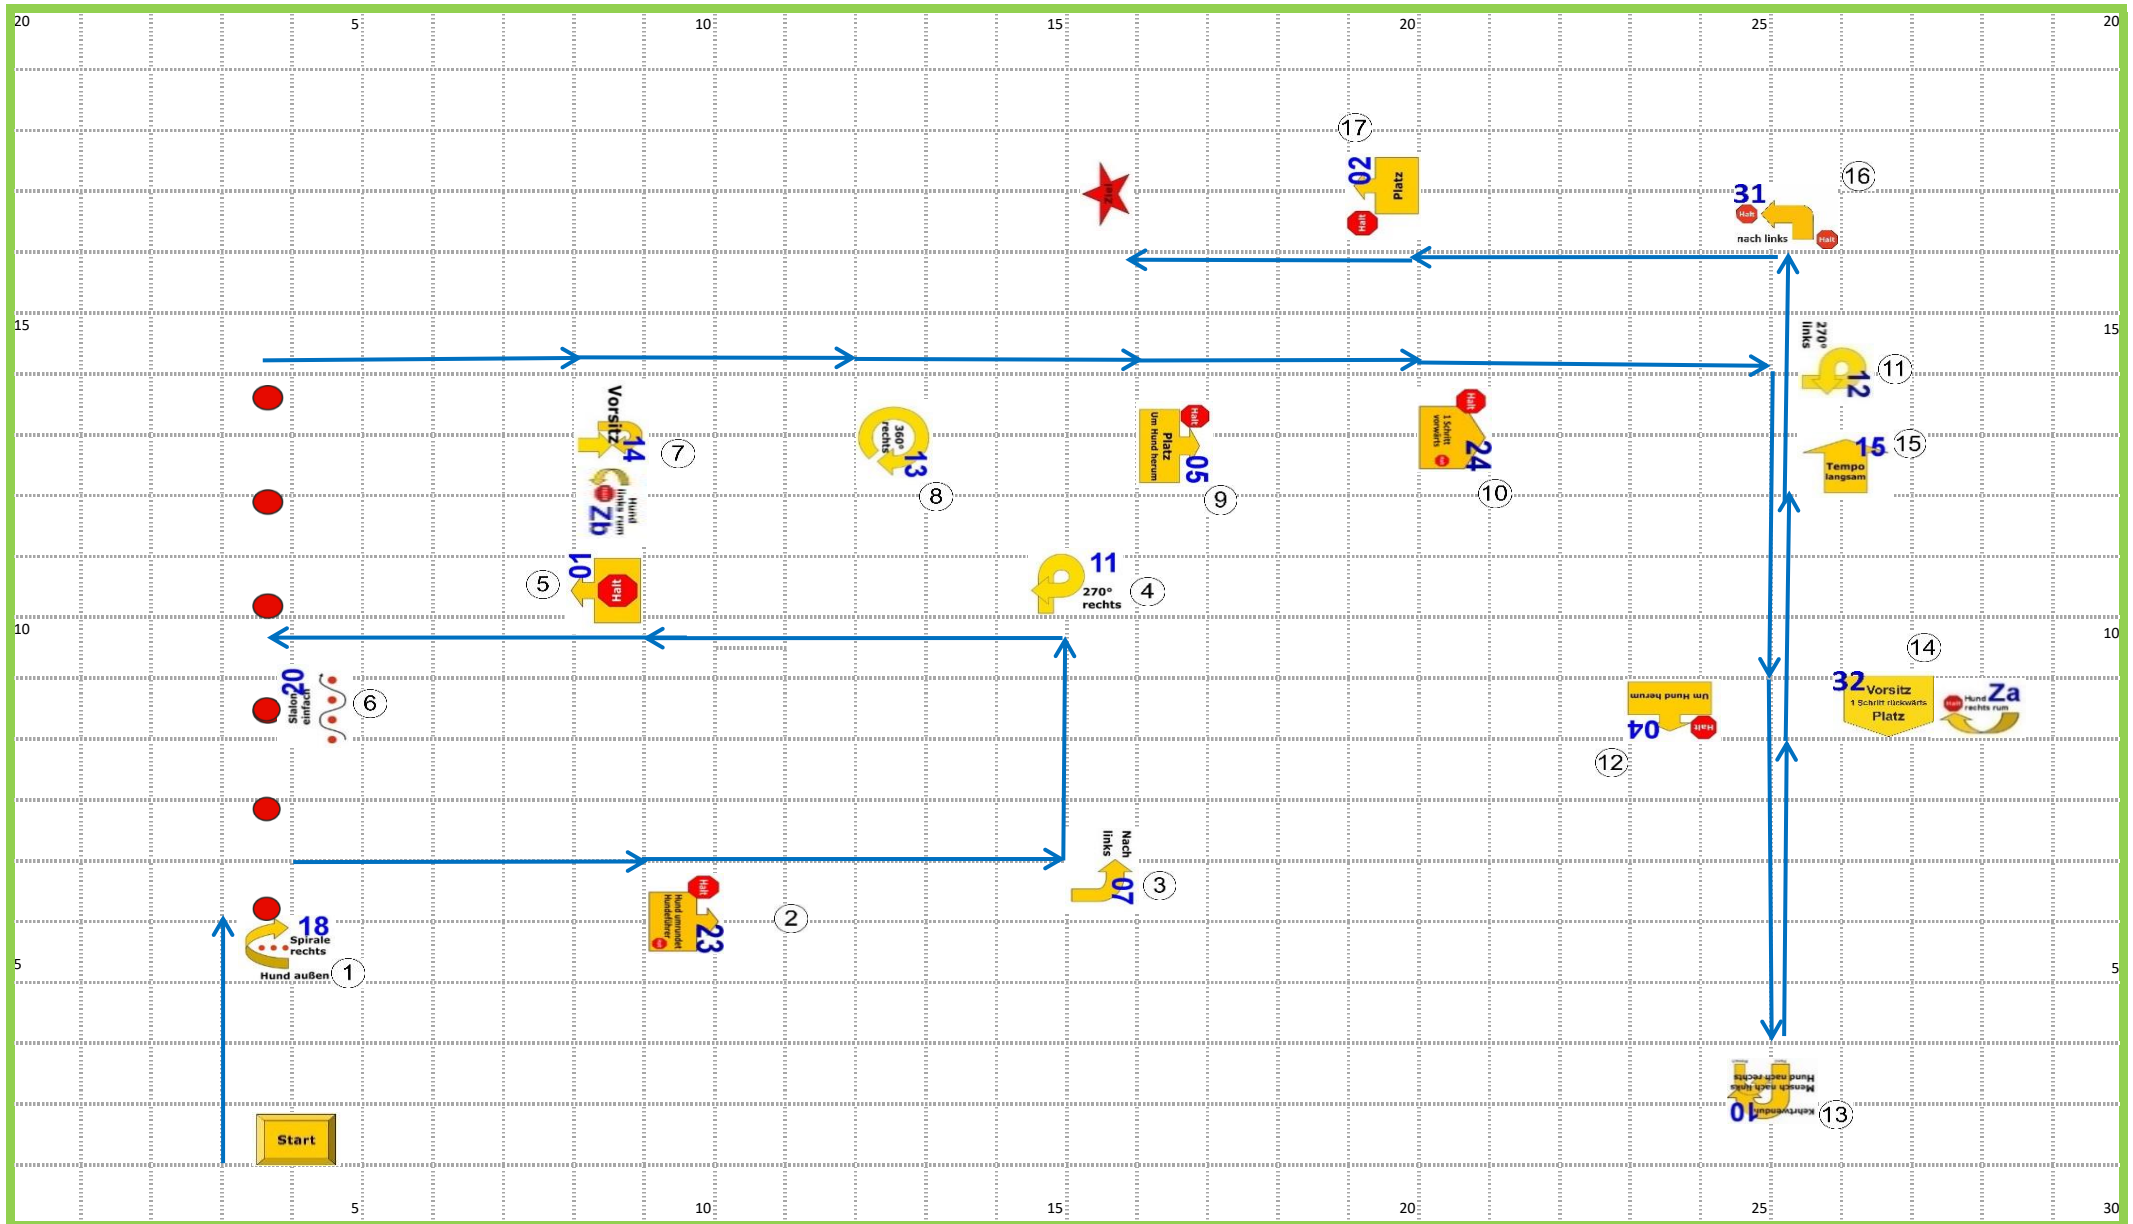 20 5 10 15 20 25 20
17
16
20
Platz
Halt
Ziel
31
Halt
nach links
Halt
15 15
270°
links
12
11
Vorsitz
14
7
360°
rechts
13
8
Halt
Platz
Um Hund herum
05
9
Halt
1 Schritt
vorwärts
24
10
15
15
Tempo
langsam
Hund
links rum
Zb
01
Halt
5
11
270°
rechts
4
10 10
20
Slalom
einfach
6
Um Hund herum
Halt
04
12
14
32
Vorsitz
1 Schritt rückwärts
Platz
Halt
Hund
rechts rum
Za
Nach
links
07
3
Halt
Hund umrundet
Hundeführer
23
2
18
Spirale
rechts
Hund außen
1
5 5
Hund nach rechts
Mensch nach links
Kehrtwendung
10
13
Start
5 10 15 20 25 30